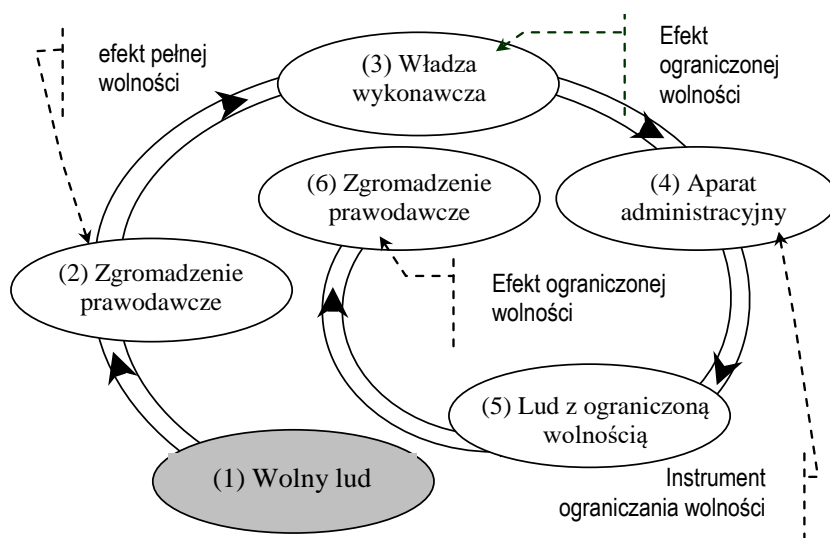 efekt pełnej
wolności
(3) Władza
wykonawcza
Efekt
ograniczonej
wolności
(6) Zgromadzenie
prawodawcze
(4) Aparat
administracyjny
(2) Zgromadzenie
prawodawcze
Efekt ograniczonej
wolności
(5) Lud z ograniczoną
wolnością
(1) Wolny lud
Instrument
ograniczania wolności